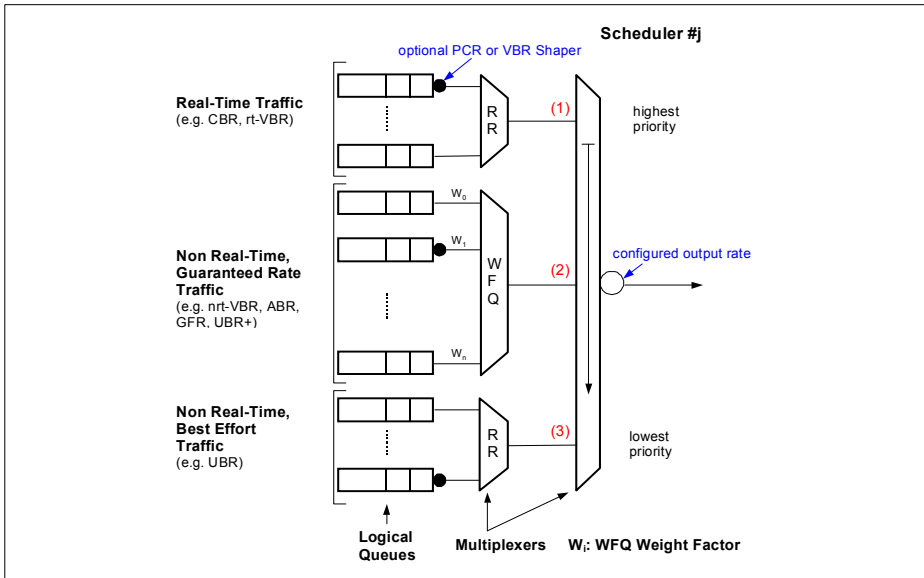 Scheduler #j
optional PCR or VBR Shaper
Real-Time Traffic
(e.g. CBR, rt-VBR)
R
R
(1)
highest
priority
W0
W1
Wn
Non Real-Time,
Guaranteed Rate
Traffic
(e.g. nrt-VBR, ABR,
GFR, UBR+)
W
F
Q
(2)
configured output rate
Non Real-Time,
Best Effort
Traffic
(e.g. UBR)
R
R
(3)
lowest
priority
Logical
Queues
Multiplexers
Wi: WFQ Weight Factor